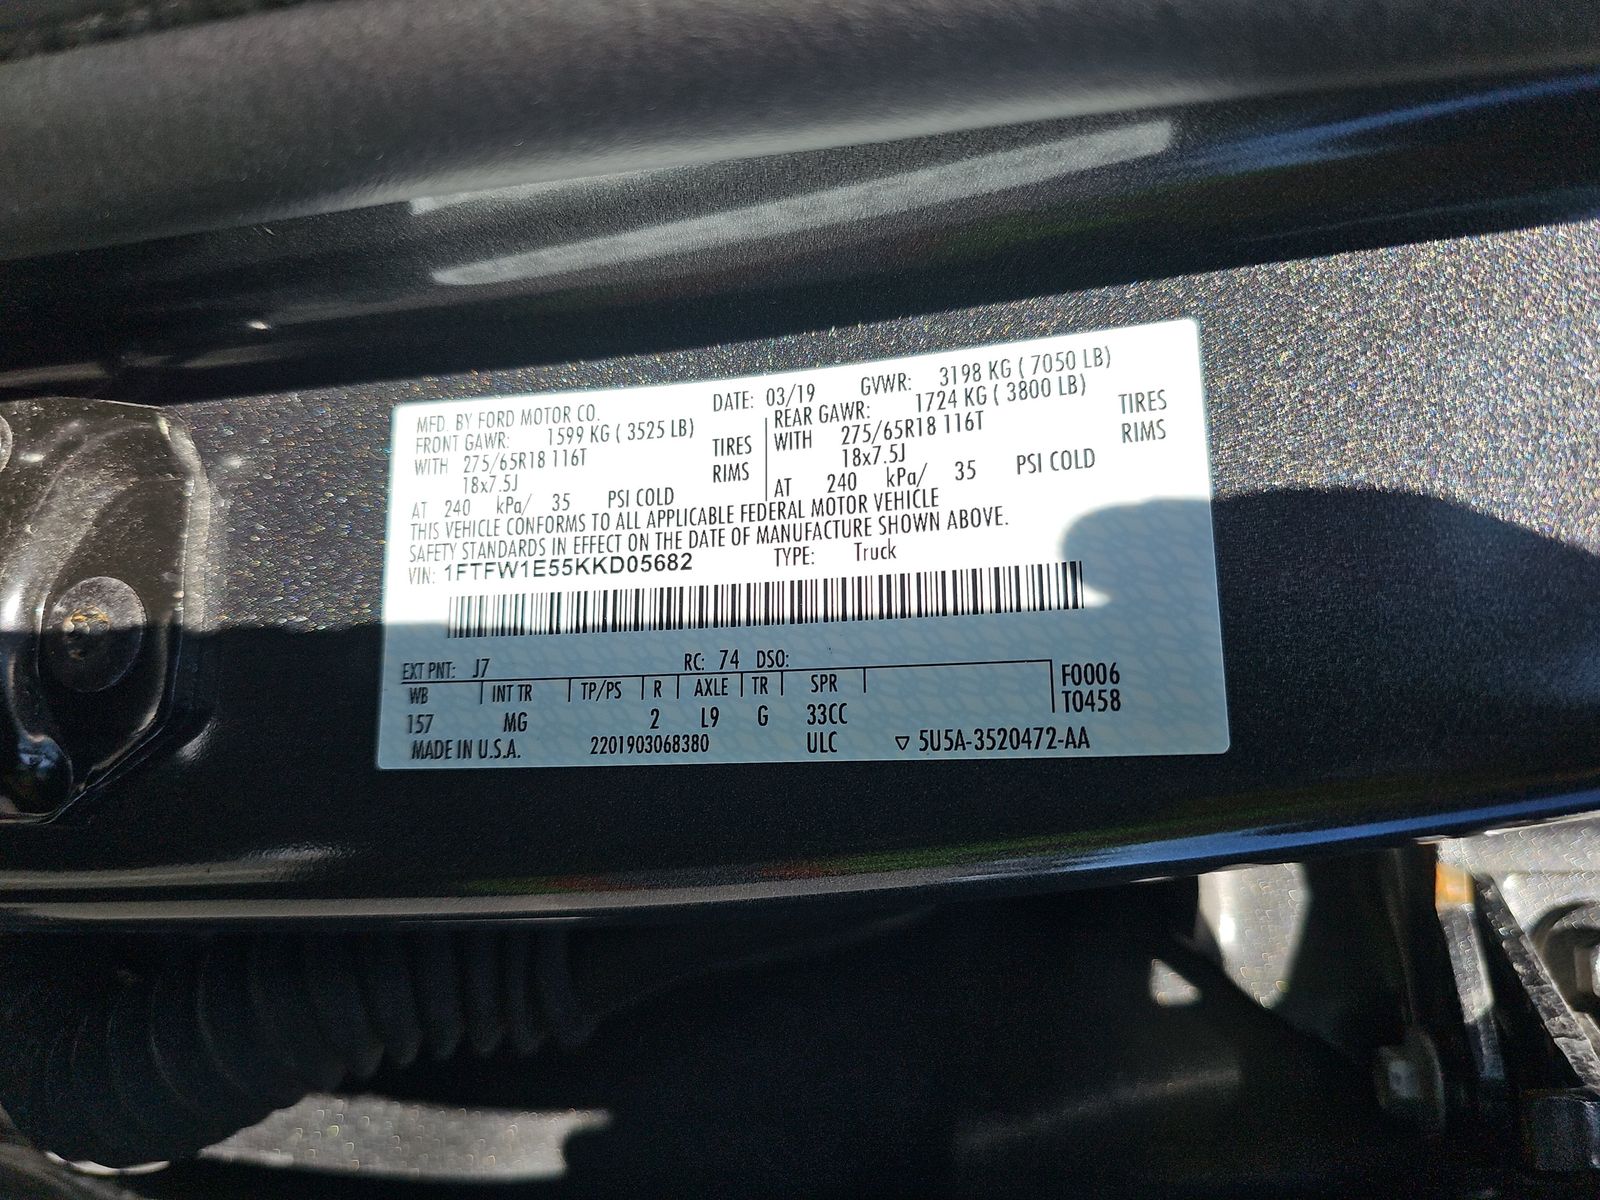 MFD. BY FORD MOTOR CO. DATE: 03/19 GVWR: 3198 KG ( 7050 LB)
FRONT GAWR: 1599 KG ( 3525 LB) REAR GAWR: 1724 KG ( 3800 LB)
WITH 275/65R18 116T TIRES WITH 275/65R18 116T TIRES
18x7.5J RIMS 18x7.5J RIMS
AT 240 kPa/ 35 PSI COLD AT 240 kPa/ 35 PSI COLD
THIS VEHICLE CONFORMS TO ALL APPLICABLE FEDERAL MOTOR VEHICLE
SAFETY STANDARDS IN EFFECT ON THE DATE OF MANUFACTURE SHOWN ABOVE.
VIN: 1FTFW1E55KKD05682 TYPE: Truck
EXT PNT: J7 RC: 74 DSO:
WB INT TR TP/PS R AXLE TR SPR F0006
157 MG 2 L9 G 33CC T0458
MADE IN U.S.A. 2201903068380 ULC ▽ 5U5A-3520472-AA